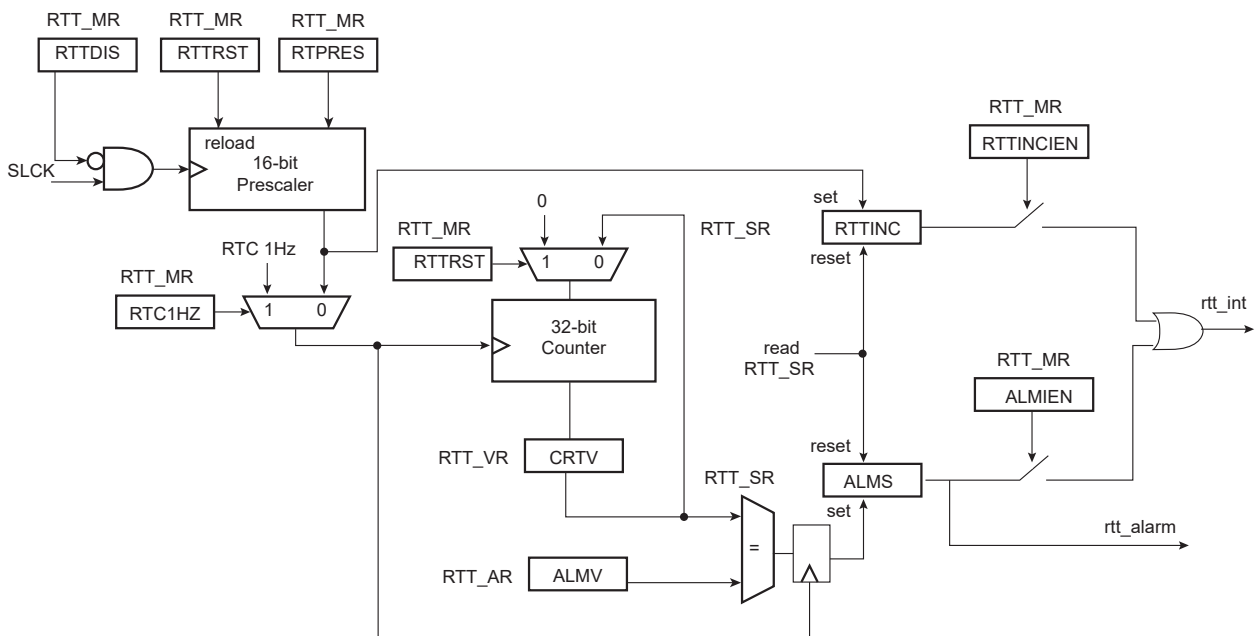 RTT_MR
RTT_MR
RTT_MR
RTTDIS
RTTRST
RTPRES
reload
16-bit
Prescaler
SLCK
RTT_MR
RTTINCIEN
0
set
RTT_MR
RTTRST
1 0
RTT_SR
RTTINC
reset
RTC 1Hz
RTT_MR
RTC1HZ
1 0
32-bit
Counter
read
RTT_SR
rtt_int
RTT_MR
ALMIEN
reset
RTT_VR
CRTV
RTT_SR
ALMS
set
rtt_alarm
=
RTT_AR
ALMV